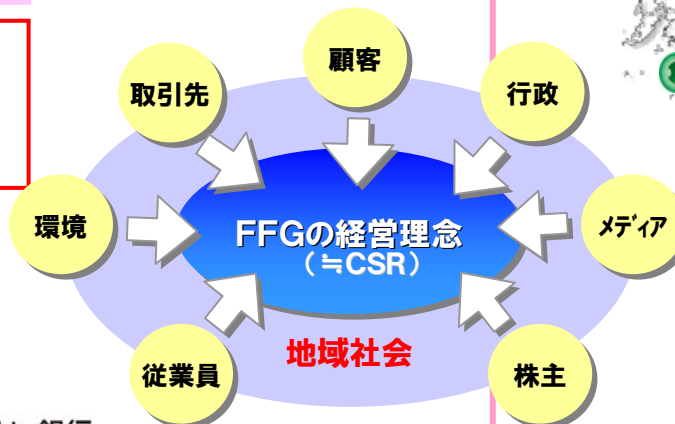 顧客
取引先
行政
環境
メディア
FFGの経営理念
（≒CSR）
地域社会
従業員
株主